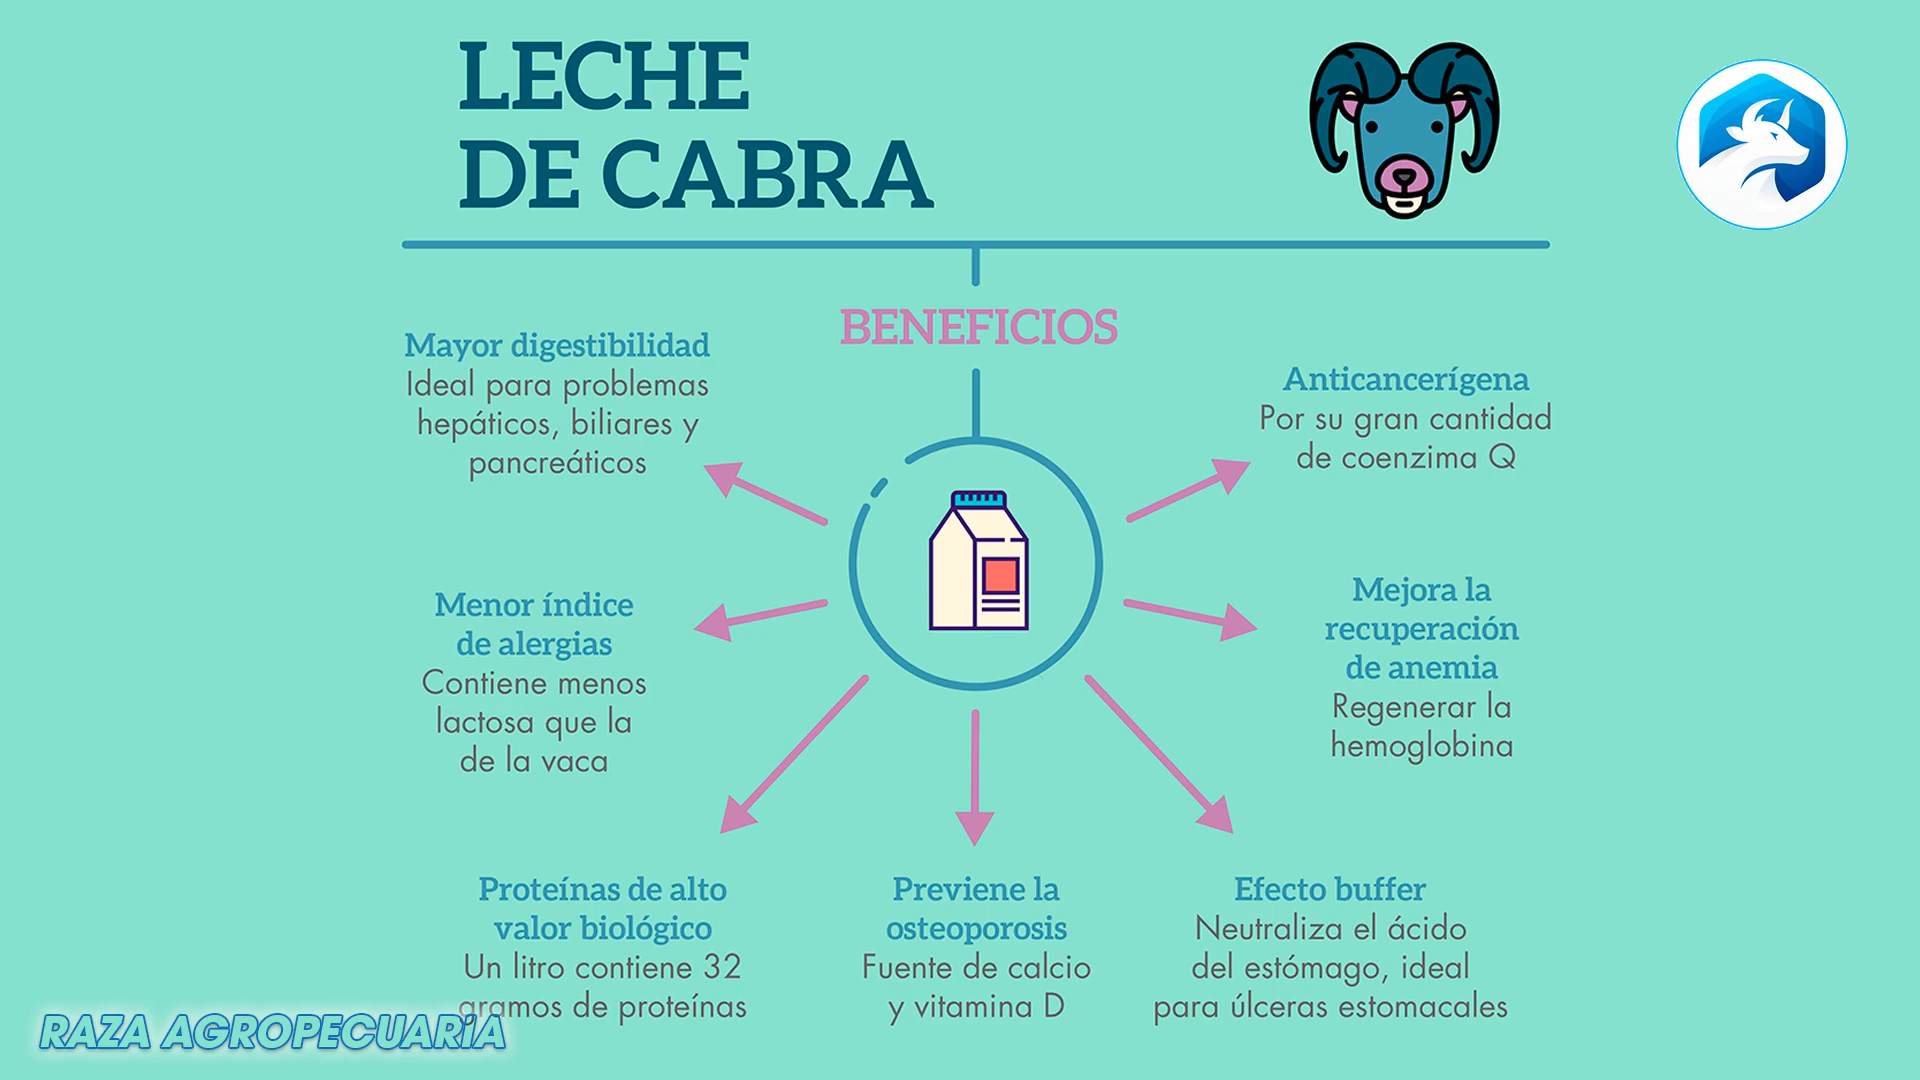 LECHE
DE CABRA
BENEFICIOS
Mayor digestibilidad
Ideal para problemas
hepáticos, biliares y
pancreáticos
Anticancerígena
Por su gran cantidad
de coenzima Q
Menor índice
de alergias
Contiene menos
lactosa que la
de la vaca
Mejora la
recuperación
de anemia
Regenerar la
hemoglobina
Proteínas de alto
valor biológico
Un litro contiene 32
gramos de proteínas
Previene la
osteoporosis
Fuente de calcio
y vitamina D
Efecto buffer
Neutraliza el ácido
del estómago, ideal
para úlceras estomacales
RAZA AGROPECUARIA